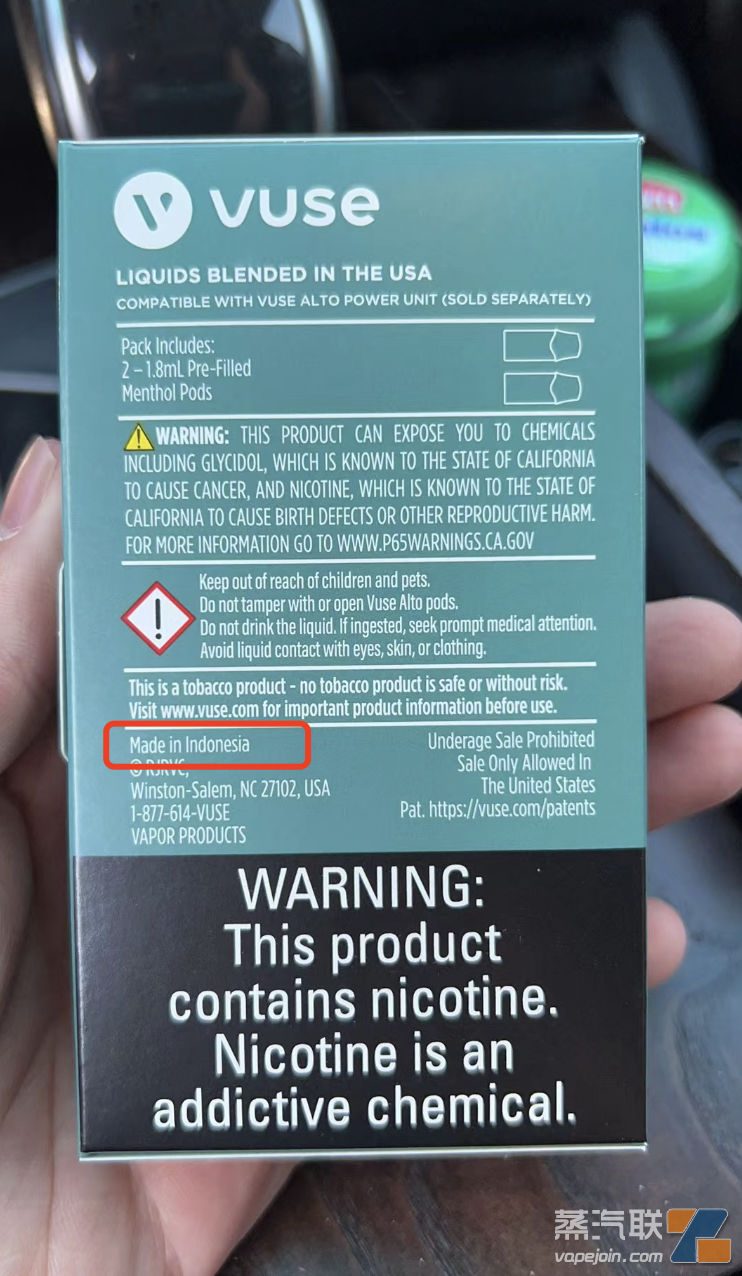 vuse
LIQUIDS BLENDED IN THE USA
COMPATIBLE WITH VUSE ALTO POWER UNIT (SOLD SEPARATELY)
Pack Includes:
2 – 1.8mL Pre-Filled
Menthol Pods
WARNING: THIS PRODUCT CAN EXPOSE YOU TO CHEMICALS
INCLUDING GLYCIDOL, WHICH IS KNOWN TO THE STATE OF CALIFORNIA
TO CAUSE CANCER, AND NICOTINE, WHICH IS KNOWN TO THE STATE OF
CALIFORNIA TO CAUSE BIRTH DEFECTS OR OTHER REPRODUCTIVE HARM.
FOR MORE INFORMATION GO TO WWW.P65WARNINGS.CA.GOV
Keep out of reach of children and pets.
Do not tamper with or open Vuse Alto pods.
Do not drink the liquid. If ingested, seek prompt medical attention.
Avoid liquid contact with eyes, skin, or clothing.
This is a tobacco product - no tobacco product is safe or without risk.
Visit www.vuse.com for important product information before use.
Made in Indonesia
© RJRVC,
Winston-Salem, NC 27102, USA
1-877-614-VUSE
VAPOR PRODUCTS
Underage Sale Prohibited
Sale Only Allowed In
The United States
Pat. https://vuse.com/patents
WARNING:
This product
contains nicotine.
Nicotine is an
addictive chemical.
蒸汽联
vapejoin.com